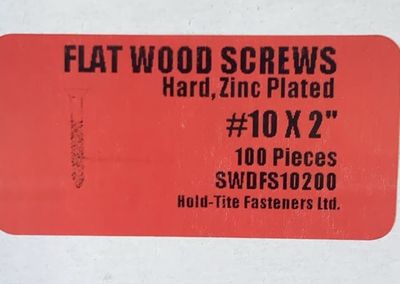 FLAT WOOD SCREWS
Hard, Zinc Plated
#10 X 2"
100 Pieces
SWDFS10200
Hold-Tite Fasteners Ltd.